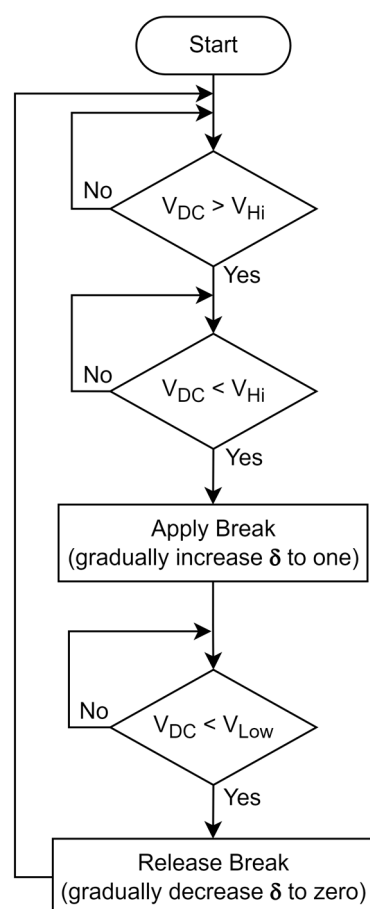 Start
V_DC > V_Hi
No
Yes
V_DC < V_Hi
No
Yes
Apply Break
(gradually increase δ to one)
V_DC < V_Low
No
Yes
Release Break
(gradually decrease δ to zero)